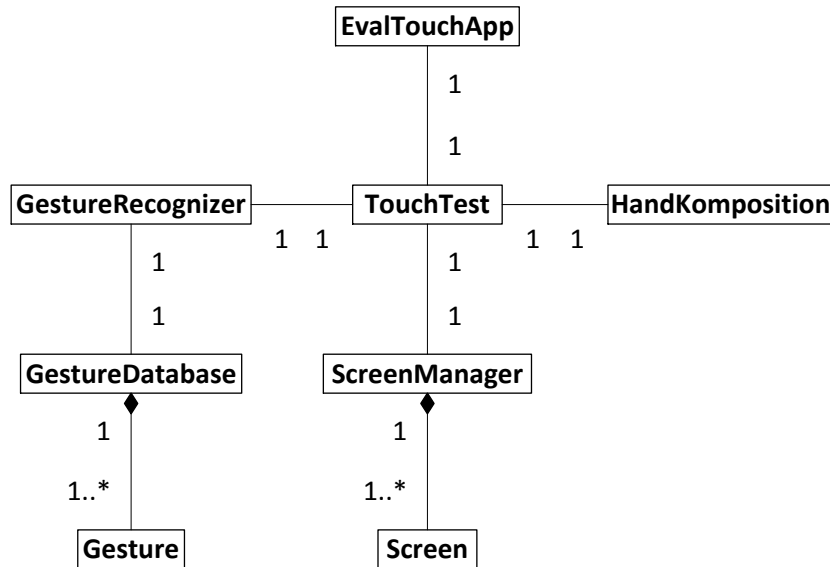 EvalTouchApp
1
1
GestureRecognizer
TouchTest
HandKomposition
1 1
1 1
1
1
1
1
GestureDatabase
ScreenManager
1
1
1..*
1..*
Gesture
Screen